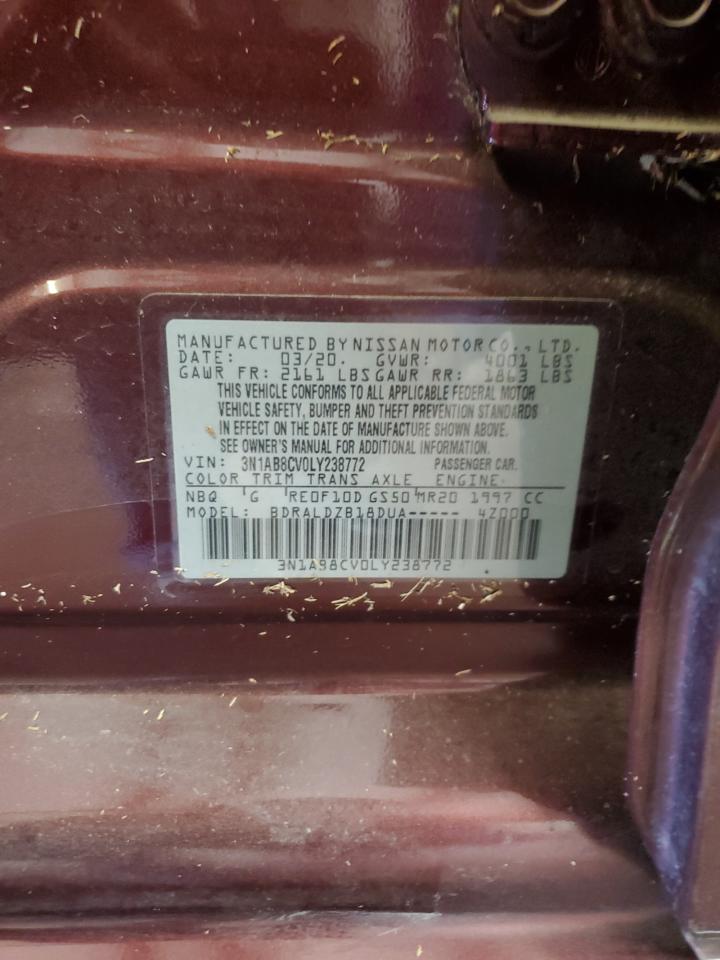 MANUFACTURED BY NISSAN MOTOR CO., LTD.
DATE: 03/20. GVWR: 4001 LBS
GAWR FR: 2161 LBS GAWR RR: 1863 LBS
THIS VEHICLE CONFORMS TO ALL APPLICABLE FEDERAL MOTOR
VEHICLE SAFETY, BUMPER AND THEFT PREVENTION STANDARDS
IN EFFECT ON THE DATE OF MANUFACTURE SHOWN ABOVE.
SEE OWNER'S MANUAL FOR ADDITIONAL INFORMATION.
VIN: 3N1AB8CV0LY238772 PASSENGER CAR.
COLOR TRIM TRANS AXLE ENGINE:
NBQ G RE0F10D GS50 MR20 1997 CC
MODEL: BDRALDZB18DUA----- 4Z000
3N1A98CV0LY238772